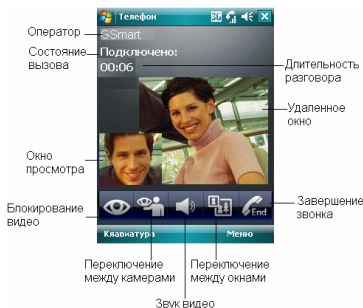 Телефон
3G
Оператор
GSmart
Состояние
вызова
Подключено:
00:06
Длительность
разговора
Удаленное
окно
Окно
просмотра
Блокирование
видео
End
Завершение
звонка
Клавиатура
Меню
Переключение
между камерами
Переключение
между окнами
Звук видео